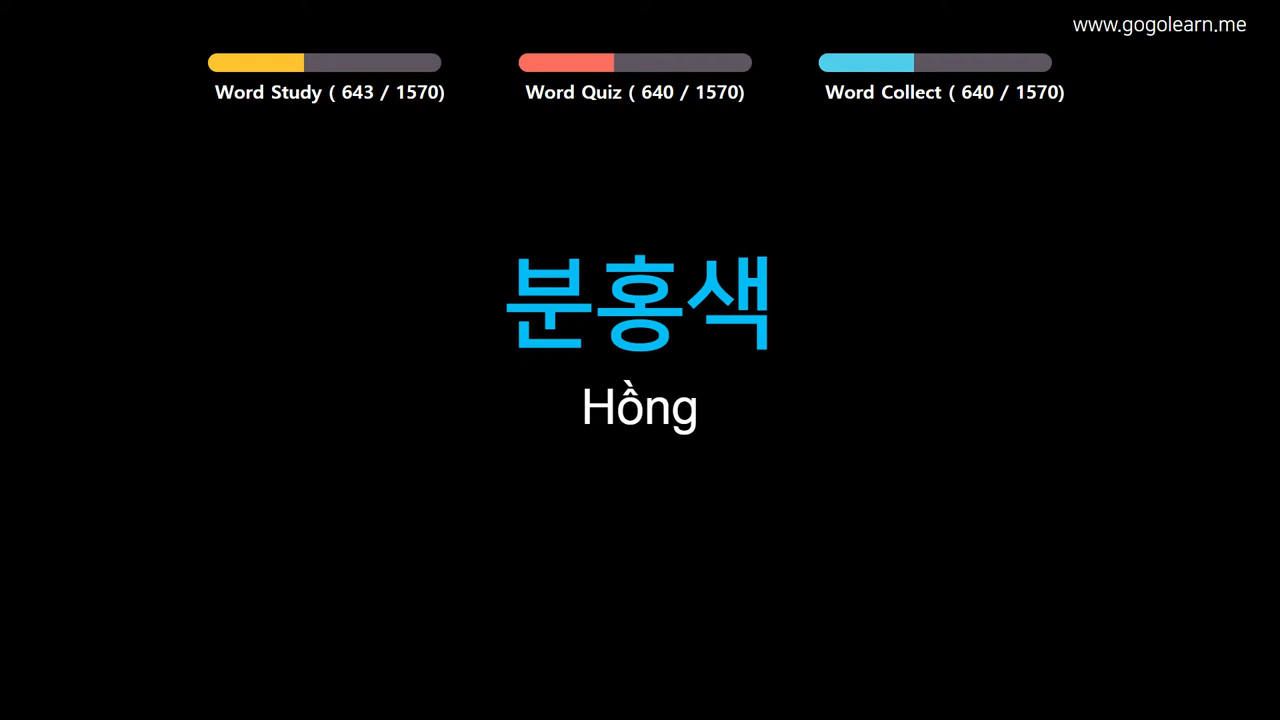 www.gogolearn.me
Word Study ( 643 / 1570)
Word Quiz ( 640 / 1570)
Word Collect ( 640 / 1570)
분홍색
Hồng